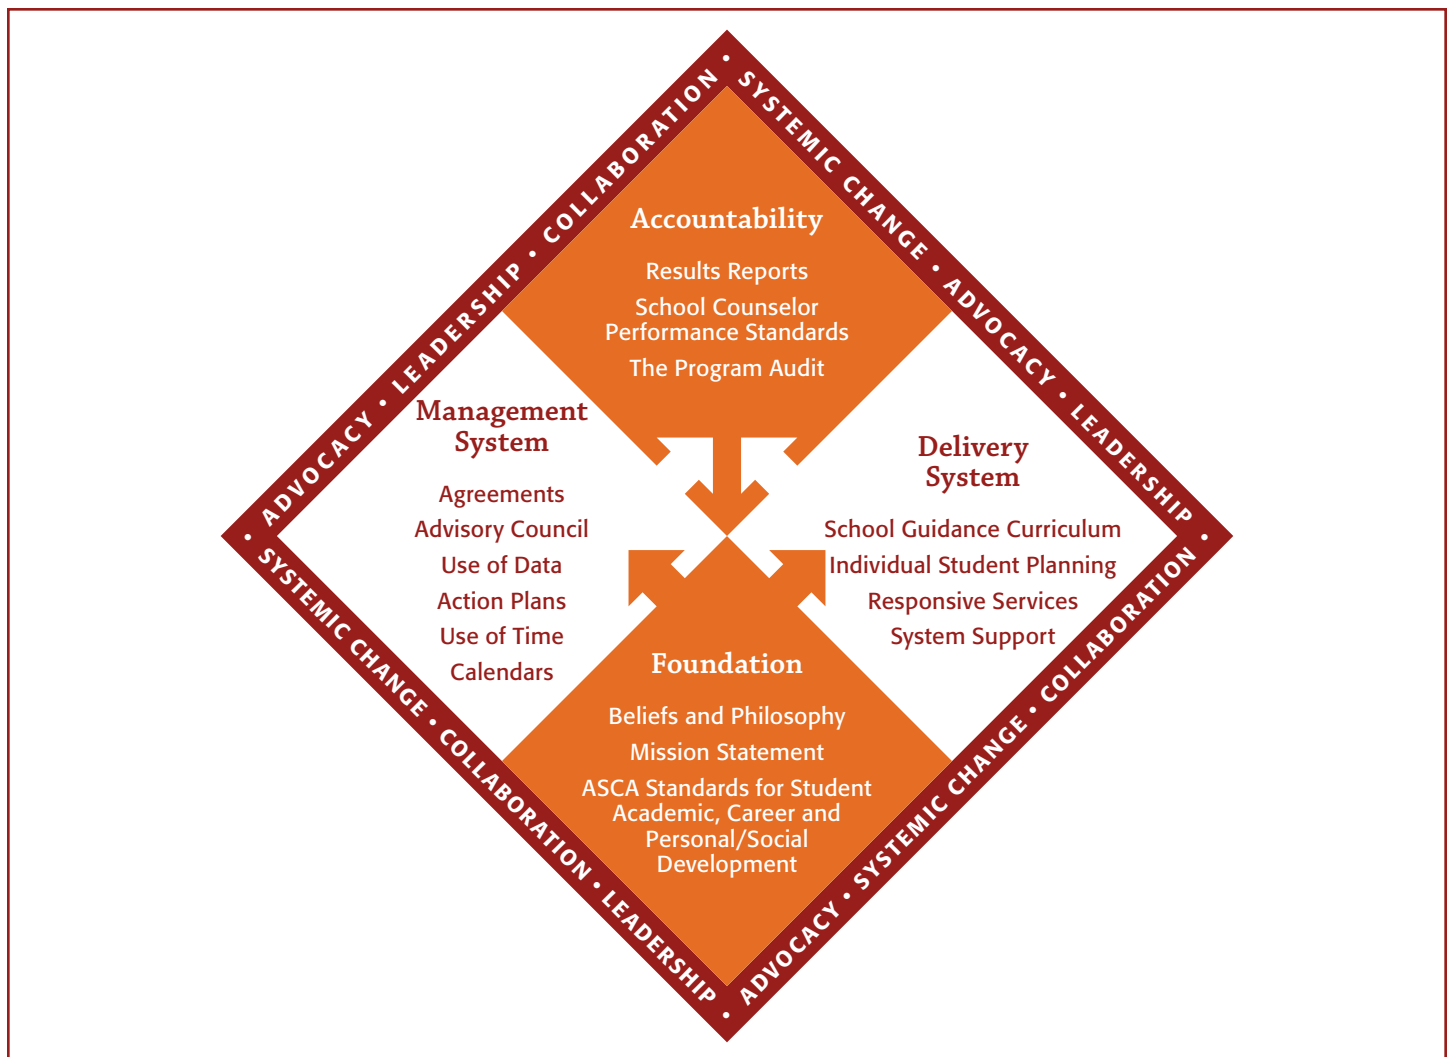 ADVOCACY • LEADERSHIP • COLLABORATION •
SYSTEMIC CHANGE • ADVOCACY • LEADERSHIP •
Accountability
Results Reports
School Counselor
Performance Standards
The Program Audit
Management
System
Agreements
Advisory Council
Use of Data
Action Plans
Use of Time
Calendars
Delivery
System
School Guidance Curriculum
Individual Student Planning
Responsive Services
System Support
Foundation
Beliefs and Philosophy
Mission Statement
ASCA Standards for Student
Academic, Career and
Personal/Social
Development
• SYSTEMIC CHANGE • COLLABORATION • LEADERSHIP •
ADVOCACY • SYSTEMIC CHANGE • COLLABORATION